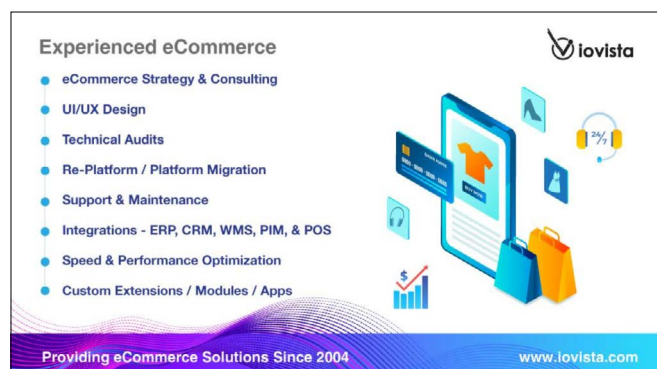 Experienced eCommerce
iovista
eCommerce Strategy & Consulting
UI/UX Design
Technical Audits
Re-Platform / Platform Migration
Support & Maintenance
Integrations - ERP, CRM, WMS, PIM, & POS
Speed & Performance Optimization
Custom Extensions / Modules / Apps
BUY NOW
24/7
$
Providing eCommerce Solutions Since 2004
www.iovista.com